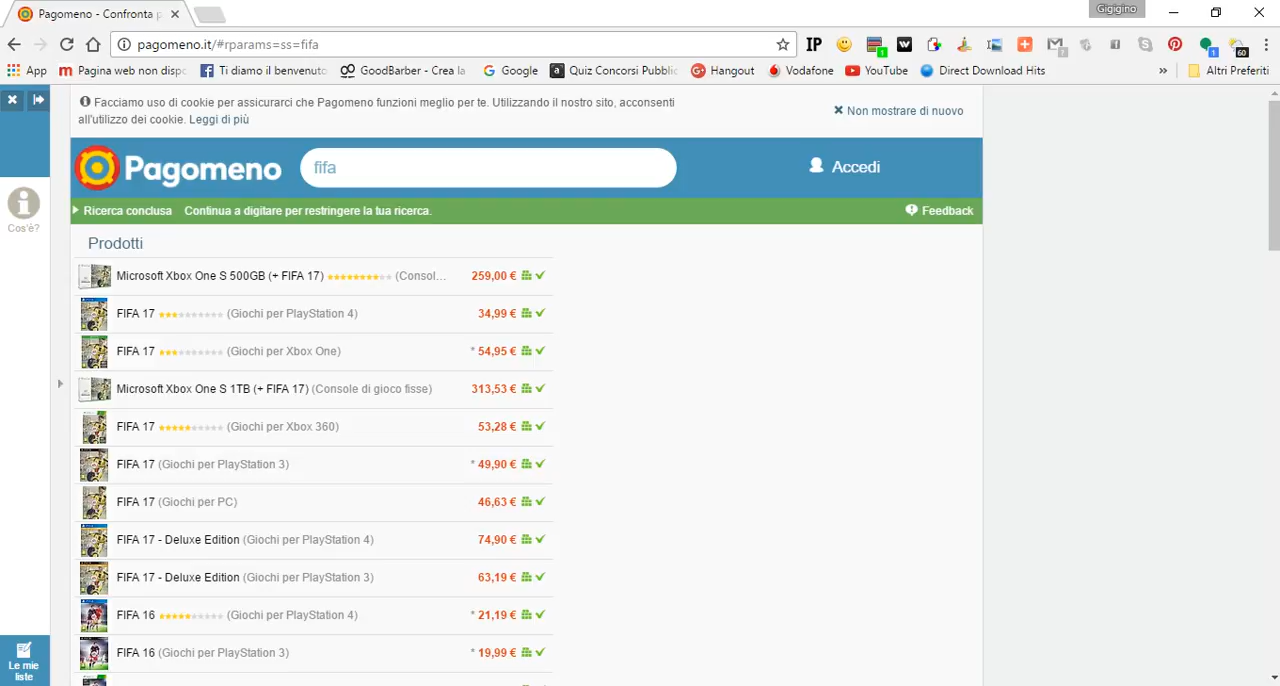 Pagomeno - Confronta p
Gigigino
pagomeno.it/#rparams=ss=fifa
IP
W
1
60
App
Pagina web non dispo
Ti diamo il benvenuto
GoodBarber - Crea la
Google
Quiz Concorsi Pubblic
Hangout
Vodafone
YouTube
Direct Download Hits
»
Altri Preferiti
Facciamo uso di cookie per assicurarci che Pagomeno funzioni meglio per te. Utilizzando il nostro sito, acconsenti
all'utilizzo dei cookie. Leggi di più
Non mostrare di nuovo
Pagomeno
fifa
Accedi
Ricerca conclusa Continua a digitare per restringere la tua ricerca.
Feedback
Cos'è?
Prodotti
Microsoft Xbox One S 500GB (+ FIFA 17) (Consol... 259,00 €
FIFA 17 (Giochi per PlayStation 4) 34,99 €
FIFA 17 (Giochi per Xbox One) * 54,95 €
Microsoft Xbox One S 1TB (+ FIFA 17) (Console di gioco fisse) 313,53 €
FIFA 17 (Giochi per Xbox 360) 53,28 €
FIFA 17 (Giochi per PlayStation 3) * 49,90 €
FIFA 17 (Giochi per PC) 46,63 €
FIFA 17 - Deluxe Edition (Giochi per PlayStation 4) 74,90 €
FIFA 17 - Deluxe Edition (Giochi per PlayStation 3) 63,19 €
FIFA 16 (Giochi per PlayStation 4) * 21,19 €
FIFA 16 (Giochi per PlayStation 3) * 19,99 €
Le mie
liste